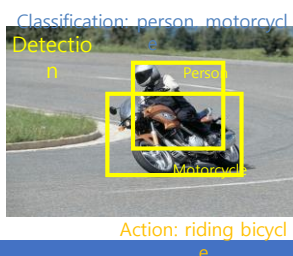 Classification: person, motorcycl
e
Detectio
n
Person
Motorcycle
Action: riding bicycl
e